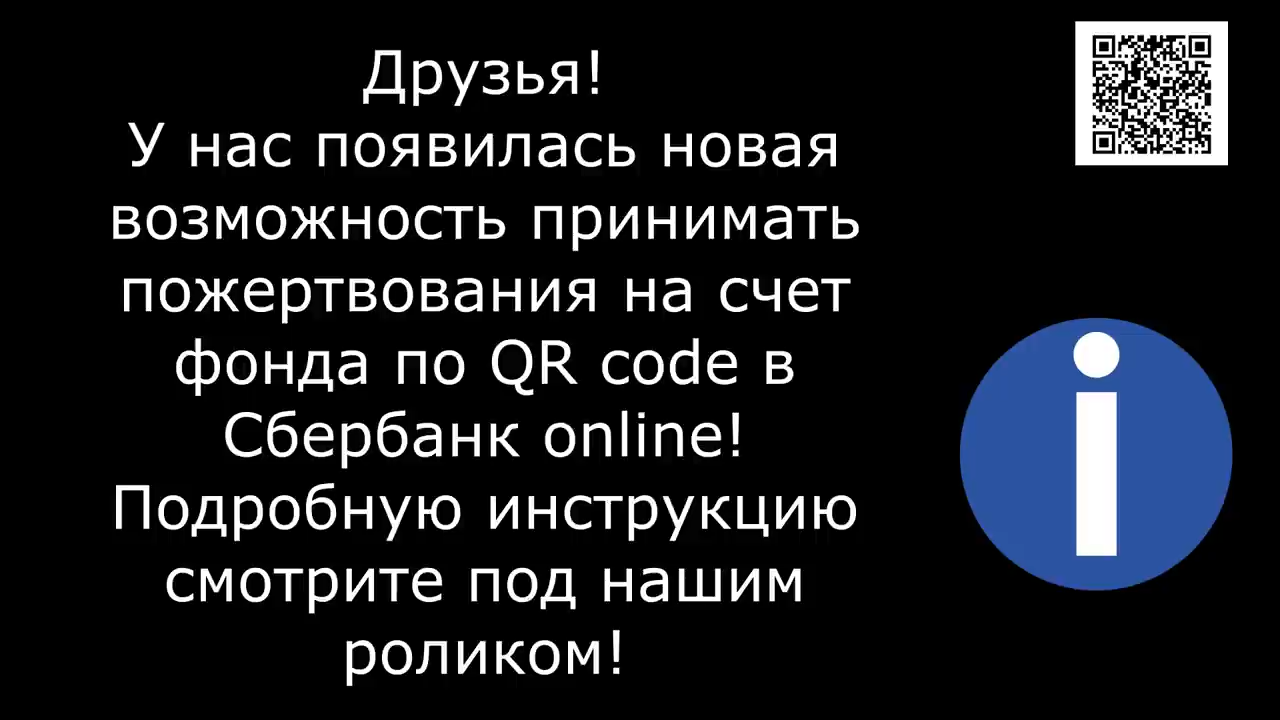 Друзья!
У нас появилась новая
возможность принимать
пожертвования на счет
фонда по QR code в
Сбербанк online!
Подробную инструкцию
смотрите под нашим
роликом!